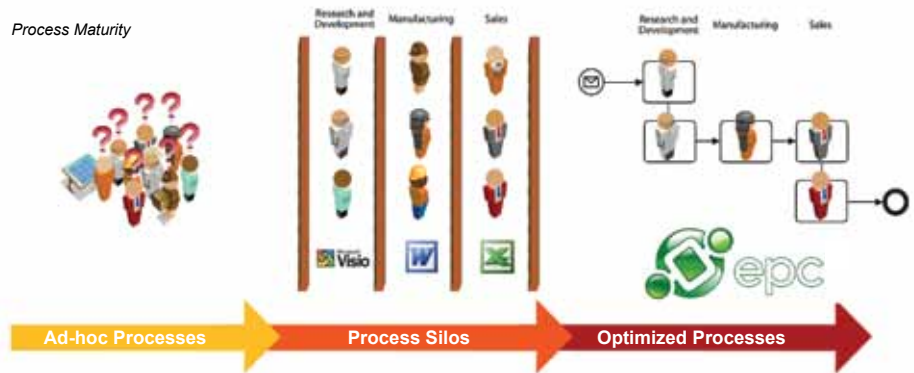 Process Maturity
Research and
Development
Manufacturing
Sales
Research and
Development
Manufacturing
Sales
? ? ? ? ? ? ?
Visio
W
X
epc
Ad-hoc Processes
Process Silos
Optimized Processes